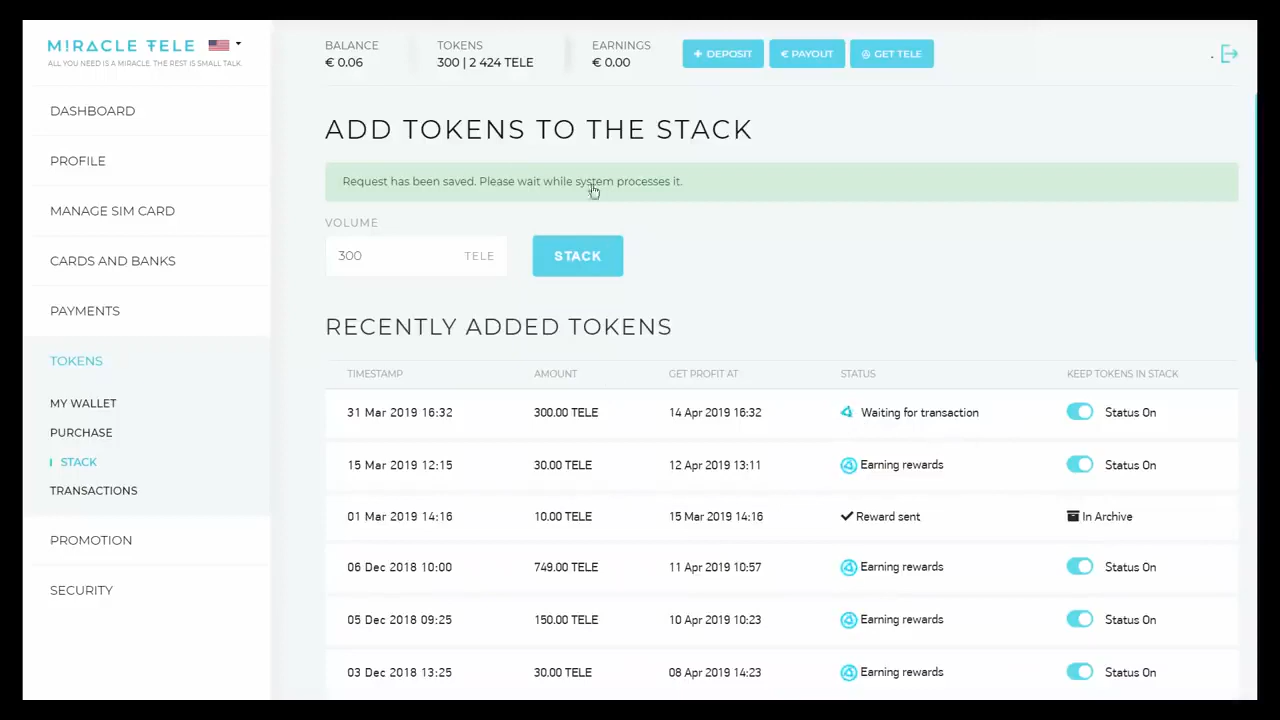 M!RACLE TELE
ALL YOU NEED IS A MIRACLE. THE REST IS SMALL TALK.
BALANCE TOKENS EARNINGS
€ 0.06 300 | 2 424 TELE € 0.00
+ DEPOSIT € PAYOUT GET TELE
DASHBOARD
PROFILE
MANAGE SIM CARD
CARDS AND BANKS
PAYMENTS
TOKENS
MY WALLET
PURCHASE
STACK
TRANSACTIONS
PROMOTION
SECURITY
ADD TOKENS TO THE STACK
Request has been saved. Please wait while system processes it.
VOLUME
300 TELE STACK
RECENTLY ADDED TOKENS
TIMESTAMP AMOUNT GET PROFIT AT STATUS KEEP TOKENS IN STACK
31 Mar 2019 16:32 300.00 TELE 14 Apr 2019 16:32 Waiting for transaction Status On
15 Mar 2019 12:15 30.00 TELE 12 Apr 2019 13:11 Earning rewards Status On
01 Mar 2019 14:16 10.00 TELE 15 Mar 2019 14:16 Reward sent In Archive
06 Dec 2018 10:00 749.00 TELE 11 Apr 2019 10:57 Earning rewards Status On
05 Dec 2018 09:25 150.00 TELE 10 Apr 2019 10:23 Earning rewards Status On
03 Dec 2018 13:25 30.00 TELE 08 Apr 2019 14:23 Earning rewards Status On